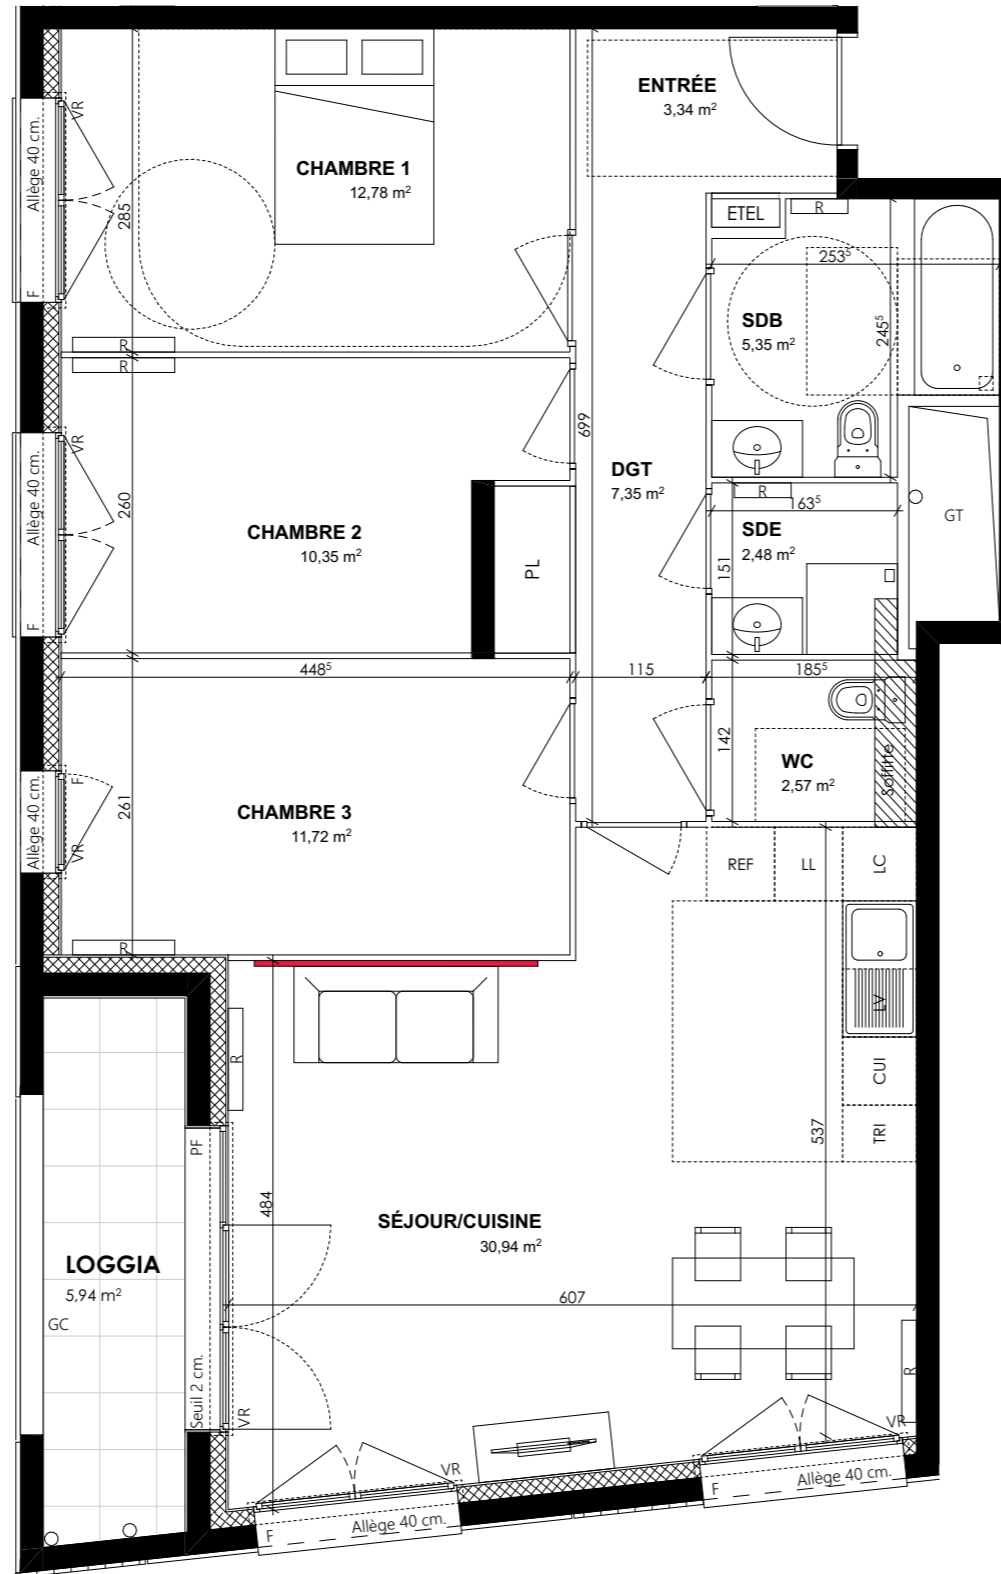 ENTRÉE
3,34 m²
VR
Allège 40 cm.
F
CHAMBRE 1
12,78 m²
285
R
ETEL
R
253⁵
SDB
5,35 m²
245⁵
R
VR
Allège 40 cm.
F
260
CHAMBRE 2
10,35 m²
PL
699
DGT
7,35 m²
R
163⁵
SDE
2,48 m²
151
GT
448⁵
115
185⁵
142
WC
2,57 m²
Soffitte
F
Allège 40 cm.
VR
261
CHAMBRE 3
11,72 m²
R
REF
LL
LC
LV
CUI
TRI
R
537
PF
484
SÉJOUR/CUISINE
30,94 m²
LOGGIA
5,94 m²
GC
607
Seuil 2 cm.
VR
R
VR
VR
F
Allège 40 cm.
F
Allège 40 cm.